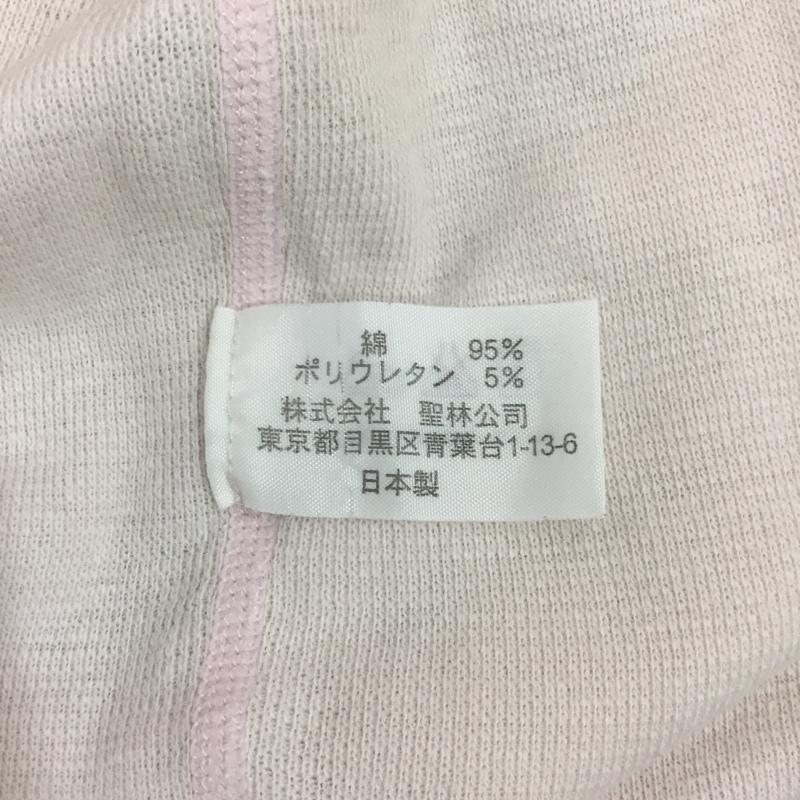 綿 95%
ポリウレタン 5%
株式会社 聖林公司
東京都目黒区青葉台1-13-6
日本製